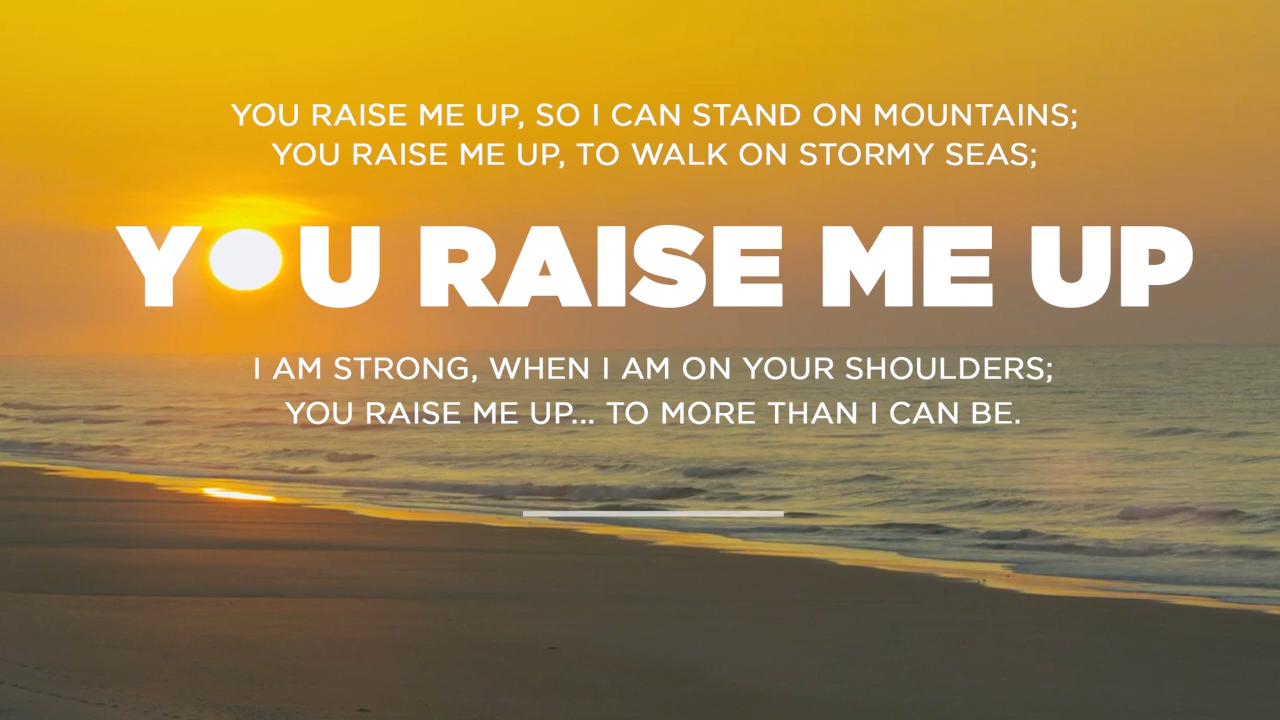 YOU RAISE ME UP, SO I CAN STAND ON MOUNTAINS;
YOU RAISE ME UP, TO WALK ON STORMY SEAS;
YOU RAISE ME UP
I AM STRONG, WHEN I AM ON YOUR SHOULDERS;
YOU RAISE ME UP... TO MORE THAN I CAN BE.